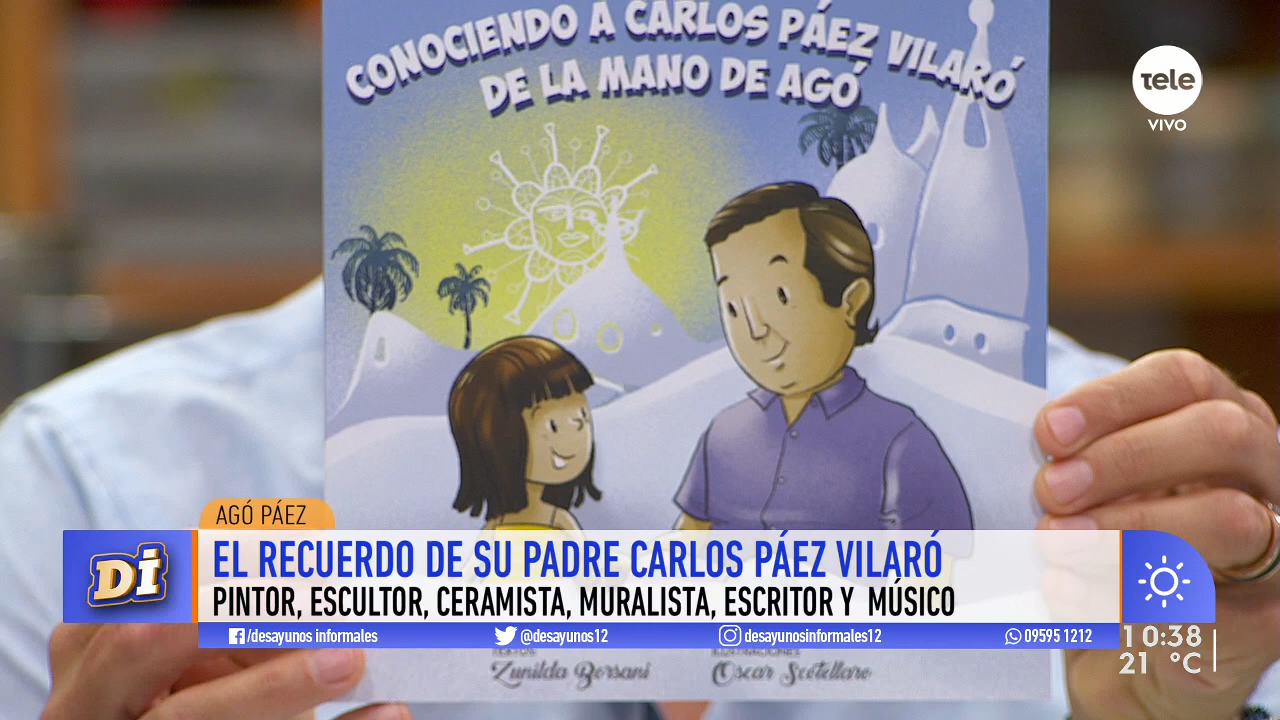 CONOCIENDO A CARLOS PÁEZ VILARÓ
DE LA MANO DE AGÓ
tele
VIVO
AGÓ PÁEZ
Di
EL RECUERDO DE SU PADRE CARLOS PÁEZ VILARÓ
PINTOR, ESCULTOR, CERAMISTA, MURALISTA, ESCRITOR Y MÚSICO
/desayunos informales
@desayunos12
desayunosinformales12
09595 1212
10:38
21 °C
Zunilda Borsani
Oscar Scotellaro